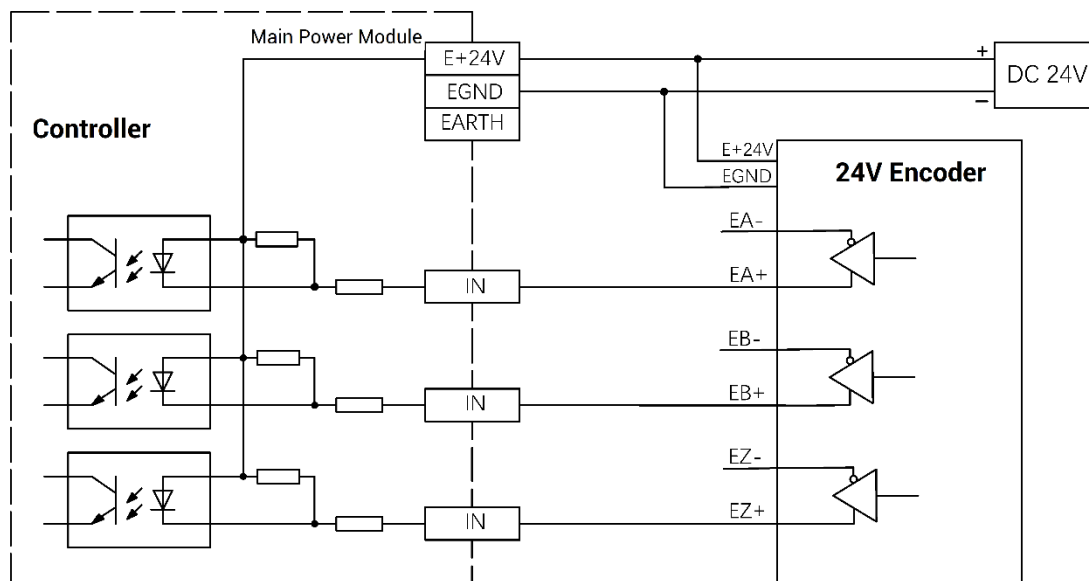 Main Power Module
E+24V
EGND
EARTH
+
−
DC 24V
Controller
E+24V
EGND
24V Encoder
EA-
IN
EA+
EB-
IN
EB+
EZ-
IN
EZ+